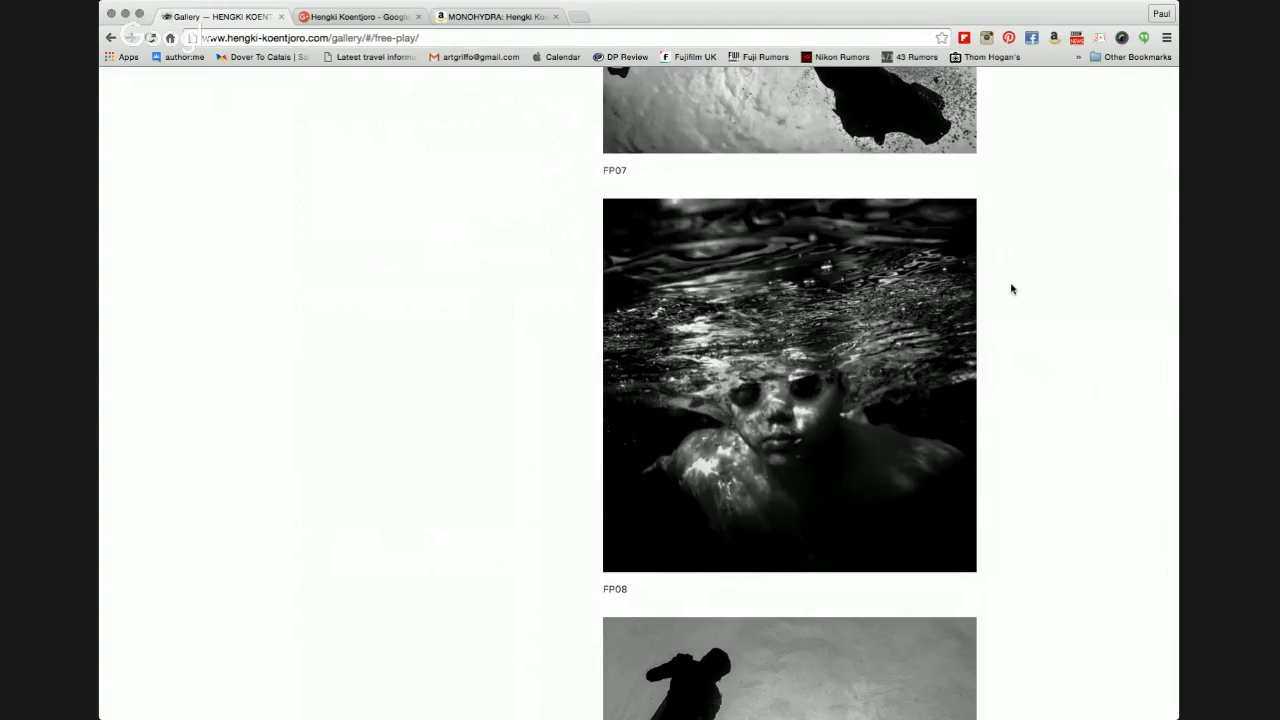 Gallery — HENGKI KOENT
Hengki Koentjoro - Google
MONOHYDRA: Hengki Ko
Paul
Google
www.hengki-koentjoro.com/gallery/#/free-play/
Apps
author:me
Dover To Calais | Sa
Latest travel informa
artgriffo@gmail.com
Calendar
DP Review
Fujifilm UK
Fuji Rumors
Nikon Rumors
43 Rumors
Thom Hogan's
»
Other Bookmarks
FP07
FP08